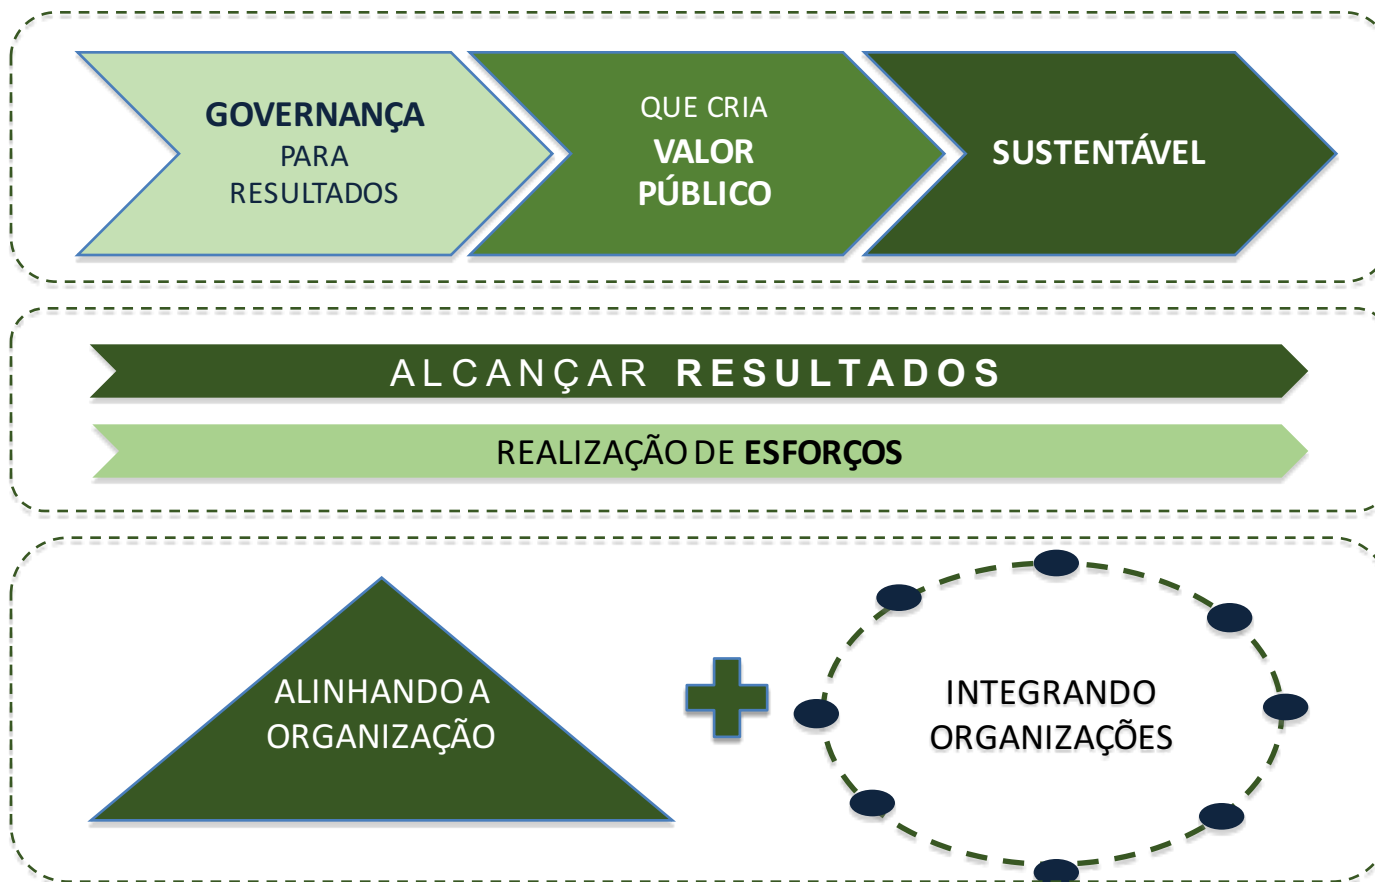 GOVERNANÇA
PARA
RESULTADOS
QUE CRIA
VALOR
PÚBLICO
SUSTENTÁVEL
ALCANÇAR RESULTADOS
REALIZAÇÃO DE ESFORÇOS
ALINHANDO A
ORGANIZAÇÃO
INTEGRANDO
ORGANIZAÇÕES